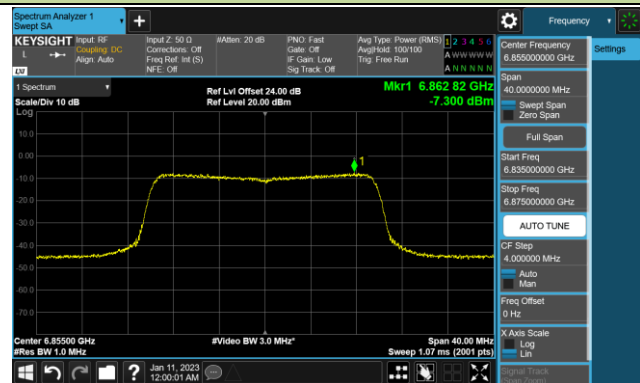 Spectrum Analyzer 1
Swept SA
Frequency
KEYSIGHT
L
LXI
Input: RF
Coupling: DC
Align: Auto
Input Z: 50 Ω
Corrections: Off
Freq Ref: Int (S)
NFE: Off
#Atten: 20 dB
PNO: Fast
Gate: Off
IF Gain: Low
Sig Track: Off
Avg Type: Power (RMS)
Avg|Hold: 100/100
Trig: Free Run
1 2 3 4 5 6
A W W W W W
A N N N N N
1 Spectrum
Scale/Div 10 dB
Log
Ref Lvl Offset 24.00 dB
Ref Level 20.00 dBm
Mkr1 6.862 82 GHz
-7.300 dBm
10.0
0.00
-10.0
-20.0
-30.0
-40.0
-50.0
-60.0
-70.0
1
Center 6.85500 GHz
#Res BW 1.0 MHz
#Video BW 3.0 MHz*
Span 40.00 MHz
Sweep 1.07 ms (2001 pts)
Jan 11, 2023
12:00:01 AM
?
Center Frequency
6.855000000 GHz
Span
40.0000000 MHz
Swept Span
Zero Span
Full Span
Start Freq
6.835000000 GHz
Stop Freq
6.875000000 GHz
AUTO TUNE
CF Step
4.000000 MHz
Auto
Man
Freq Offset
0 Hz
X Axis Scale
Log
Lin
Signal Track
(Span Zoom)
Settings